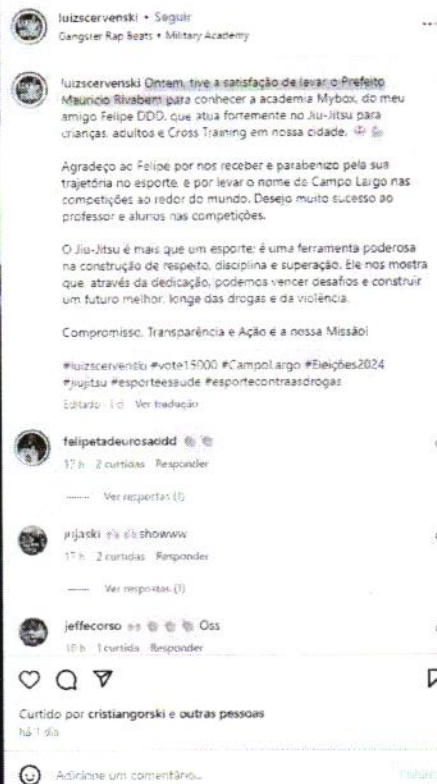 luizscervenski • Seguir
Gangster Rap Beats • Military Academy
luizscervenski Ontem, tive a satisfação de levar o Prefeito
Mauricio Rivabem para conhecer a academia Mybox, do meu
amigo Felipe DDD, que atua fortemente no Jiu-Jitsu para
crianças, adultos e Cross Training em nossa cidade.
Agradeço ao Felipe por nos receber e parabenizo pela sua
trajetória no esporte, e por levar o nome de Campo Largo nas
competições ao redor do mundo. Desejo muito sucesso ao
professor e alunos nas competições.
O Jiu-Jitsu é mais que um esporte; é uma ferramenta poderosa
na construção de respeito, disciplina e superação. Ele nos mostra
que, através da dedicação, podemos vencer desafios e construir
um futuro melhor, longe das drogas e da violência.
Compromisso, Transparência e Ação é a nossa Missão!
#luizscervenski #vote15000 #CampoLargo #Eleições2024
#jiujitsu #esporteesaude #esportecontraasdrogas
Editado · 1 d Ver tradução
felipetadeurosaddd
17 h 2 curtidas Responder
Ver respostas (1)
jujaski showww
17 h 2 curtidas Responder
Ver respostas (1)
jeffecorso Oss
1 curtida Responder
Curtido por cristiangorski e outras pessoas
há 1 dia
Adicione um comentário...